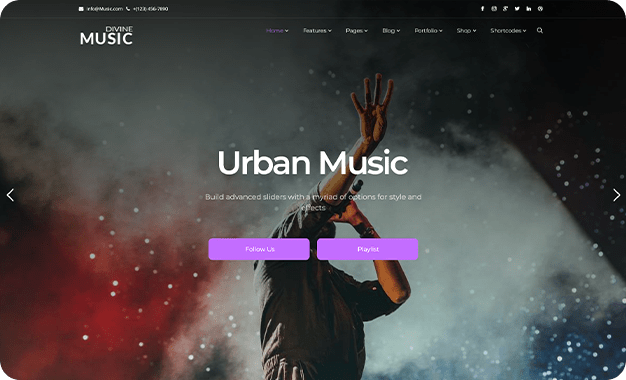 info@Music.com +(123) 456-7890
DIVINE
MUSIC
Home Features Pages Blog Portfolio Shop Shortcodes
Urban Music
Build advanced sliders with a myriad of options for style and
effects
Follow Us Playlist